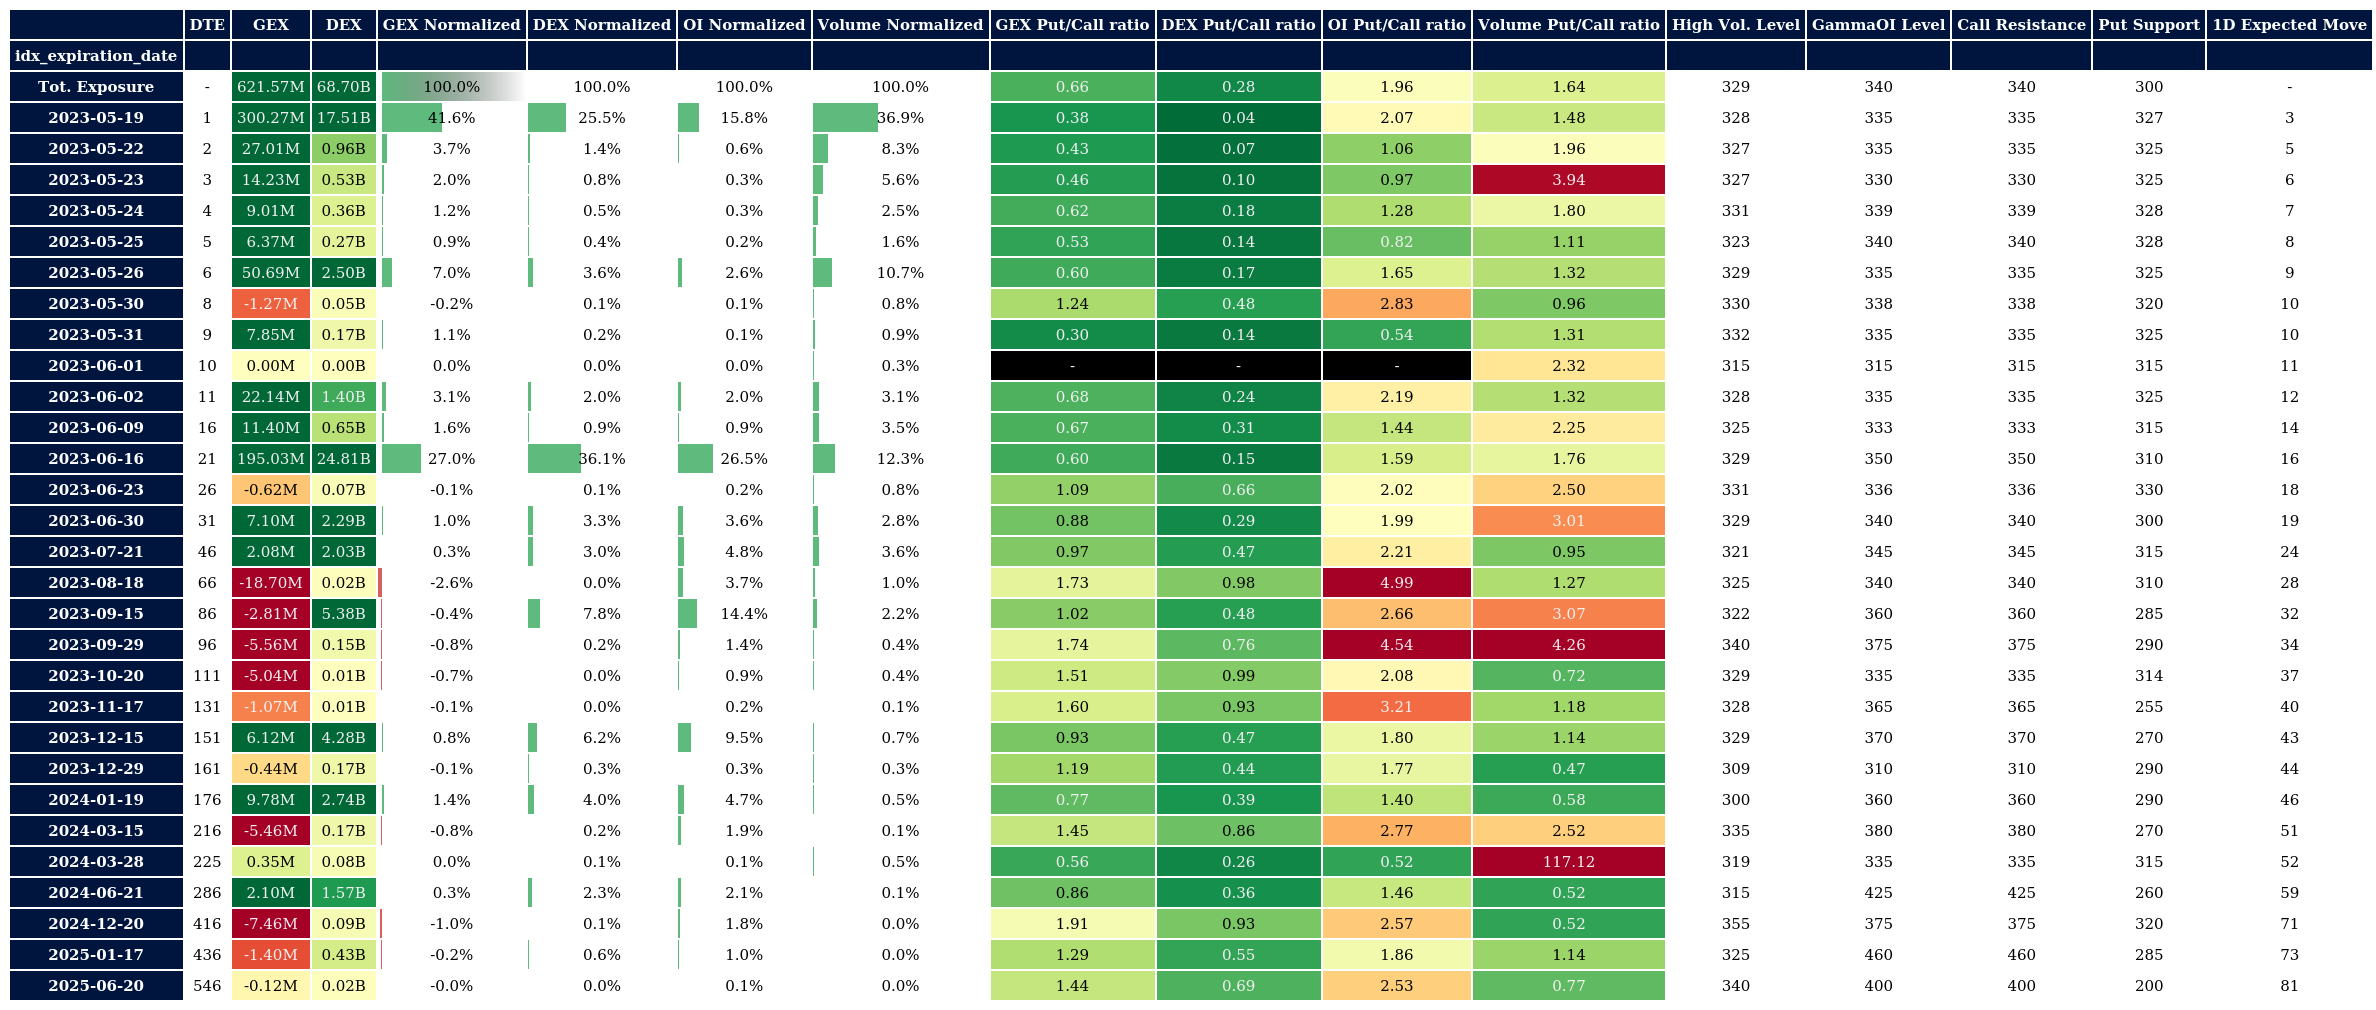 DTE GEX DEX GEX Normalized DEX Normalized OI Normalized Volume Normalized GEX Put/Call ratio DEX Put/Call ratio OI Put/Call ratio Volume Put/Call ratio High Vol. Level GammaOI Level Call Resistance Put Support 1D Expected Move
idx_expiration_date
Tot. Exposure - 621.57M 68.70B 100.0% 100.0% 100.0% 100.0% 0.66 0.28 1.96 1.64 329 340 340 300 -
2023-05-19 1 300.27M 17.51B 41.6% 25.5% 15.8% 36.9% 0.38 0.04 2.07 1.48 328 335 335 327 3
2023-05-22 2 27.01M 0.96B 3.7% 1.4% 0.6% 8.3% 0.43 0.07 1.06 1.96 327 335 335 325 5
2023-05-23 3 14.23M 0.53B 2.0% 0.8% 0.3% 5.6% 0.46 0.10 0.97 3.94 327 330 330 325 6
2023-05-24 4 9.01M 0.36B 1.2% 0.5% 0.3% 2.5% 0.62 0.18 1.28 1.80 331 339 339 328 7
2023-05-25 5 6.37M 0.27B 0.9% 0.4% 0.2% 1.6% 0.53 0.14 0.82 1.11 323 340 340 328 8
2023-05-26 6 50.69M 2.50B 7.0% 3.6% 2.6% 10.7% 0.60 0.17 1.65 1.32 329 335 335 325 9
2023-05-30 8 -1.27M 0.05B -0.2% 0.1% 0.1% 0.8% 1.24 0.48 2.83 0.96 330 338 338 320 10
2023-05-31 9 7.85M 0.17B 1.1% 0.2% 0.1% 0.9% 0.30 0.14 0.54 1.31 332 335 335 325 10
2023-06-01 10 0.00M 0.00B 0.0% 0.0% 0.0% 0.3% - - - 2.32 315 315 315 315 11
2023-06-02 11 22.14M 1.40B 3.1% 2.0% 2.0% 3.1% 0.68 0.24 2.19 1.32 328 335 335 325 12
2023-06-09 16 11.40M 0.65B 1.6% 0.9% 0.9% 3.5% 0.67 0.31 1.44 2.25 325 333 333 315 14
2023-06-16 21 195.03M 24.81B 27.0% 36.1% 26.5% 12.3% 0.60 0.15 1.59 1.76 329 350 350 310 16
2023-06-23 26 -0.62M 0.07B -0.1% 0.1% 0.2% 0.8% 1.09 0.66 2.02 2.50 331 336 336 330 18
2023-06-30 31 7.10M 2.29B 1.0% 3.3% 3.6% 2.8% 0.88 0.29 1.99 3.01 329 340 340 300 19
2023-07-21 46 2.08M 2.03B 0.3% 3.0% 4.8% 3.6% 0.97 0.47 2.21 0.95 321 345 345 315 24
2023-08-18 66 -18.70M 0.02B -2.6% 0.0% 3.7% 1.0% 1.73 0.98 4.99 1.27 325 340 340 310 28
2023-09-15 86 -2.81M 5.38B -0.4% 7.8% 14.4% 2.2% 1.02 0.48 2.66 3.07 322 360 360 285 32
2023-09-29 96 -5.56M 0.15B -0.8% 0.2% 1.4% 0.4% 1.74 0.76 4.54 4.26 340 375 375 290 34
2023-10-20 111 -5.04M 0.01B -0.7% 0.0% 0.9% 0.4% 1.51 0.99 2.08 0.72 329 335 335 314 37
2023-11-17 131 -1.07M 0.01B -0.1% 0.0% 0.2% 0.1% 1.60 0.93 3.21 1.18 328 365 365 255 40
2023-12-15 151 6.12M 4.28B 0.8% 6.2% 9.5% 0.7% 0.93 0.47 1.80 1.14 329 370 370 270 43
2023-12-29 161 -0.44M 0.17B -0.1% 0.3% 0.3% 0.3% 1.19 0.44 1.77 0.47 309 310 310 290 44
2024-01-19 176 9.78M 2.74B 1.4% 4.0% 4.7% 0.5% 0.77 0.39 1.40 0.58 300 360 360 290 46
2024-03-15 216 -5.46M 0.17B -0.8% 0.2% 1.9% 0.1% 1.45 0.86 2.77 2.52 335 380 380 270 51
2024-03-28 225 0.35M 0.08B 0.0% 0.1% 0.1% 0.5% 0.56 0.26 0.52 117.12 319 335 335 315 52
2024-06-21 286 2.10M 1.57B 0.3% 2.3% 2.1% 0.1% 0.86 0.36 1.46 0.52 315 425 425 260 59
2024-12-20 416 -7.46M 0.09B -1.0% 0.1% 1.8% 0.0% 1.91 0.93 2.57 0.52 355 375 375 320 71
2025-01-17 436 -1.40M 0.43B -0.2% 0.6% 1.0% 0.0% 1.29 0.55 1.86 1.14 325 460 460 285 73
2025-06-20 546 -0.12M 0.02B -0.0% 0.0% 0.1% 0.0% 1.44 0.69 2.53 0.77 340 400 400 200 81